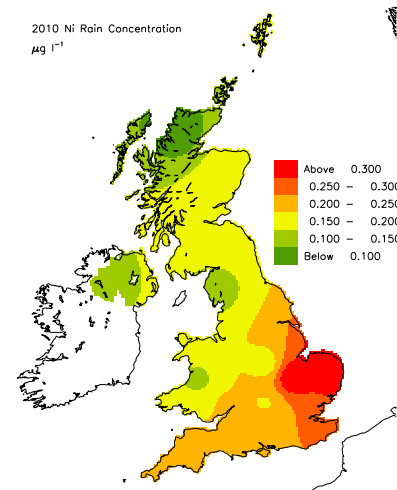 2010 Ni Rain Concentration
µg l⁻¹
Above 0.300
0.250 – 0.300
0.200 – 0.250
0.150 – 0.200
0.100 – 0.150
Below 0.100